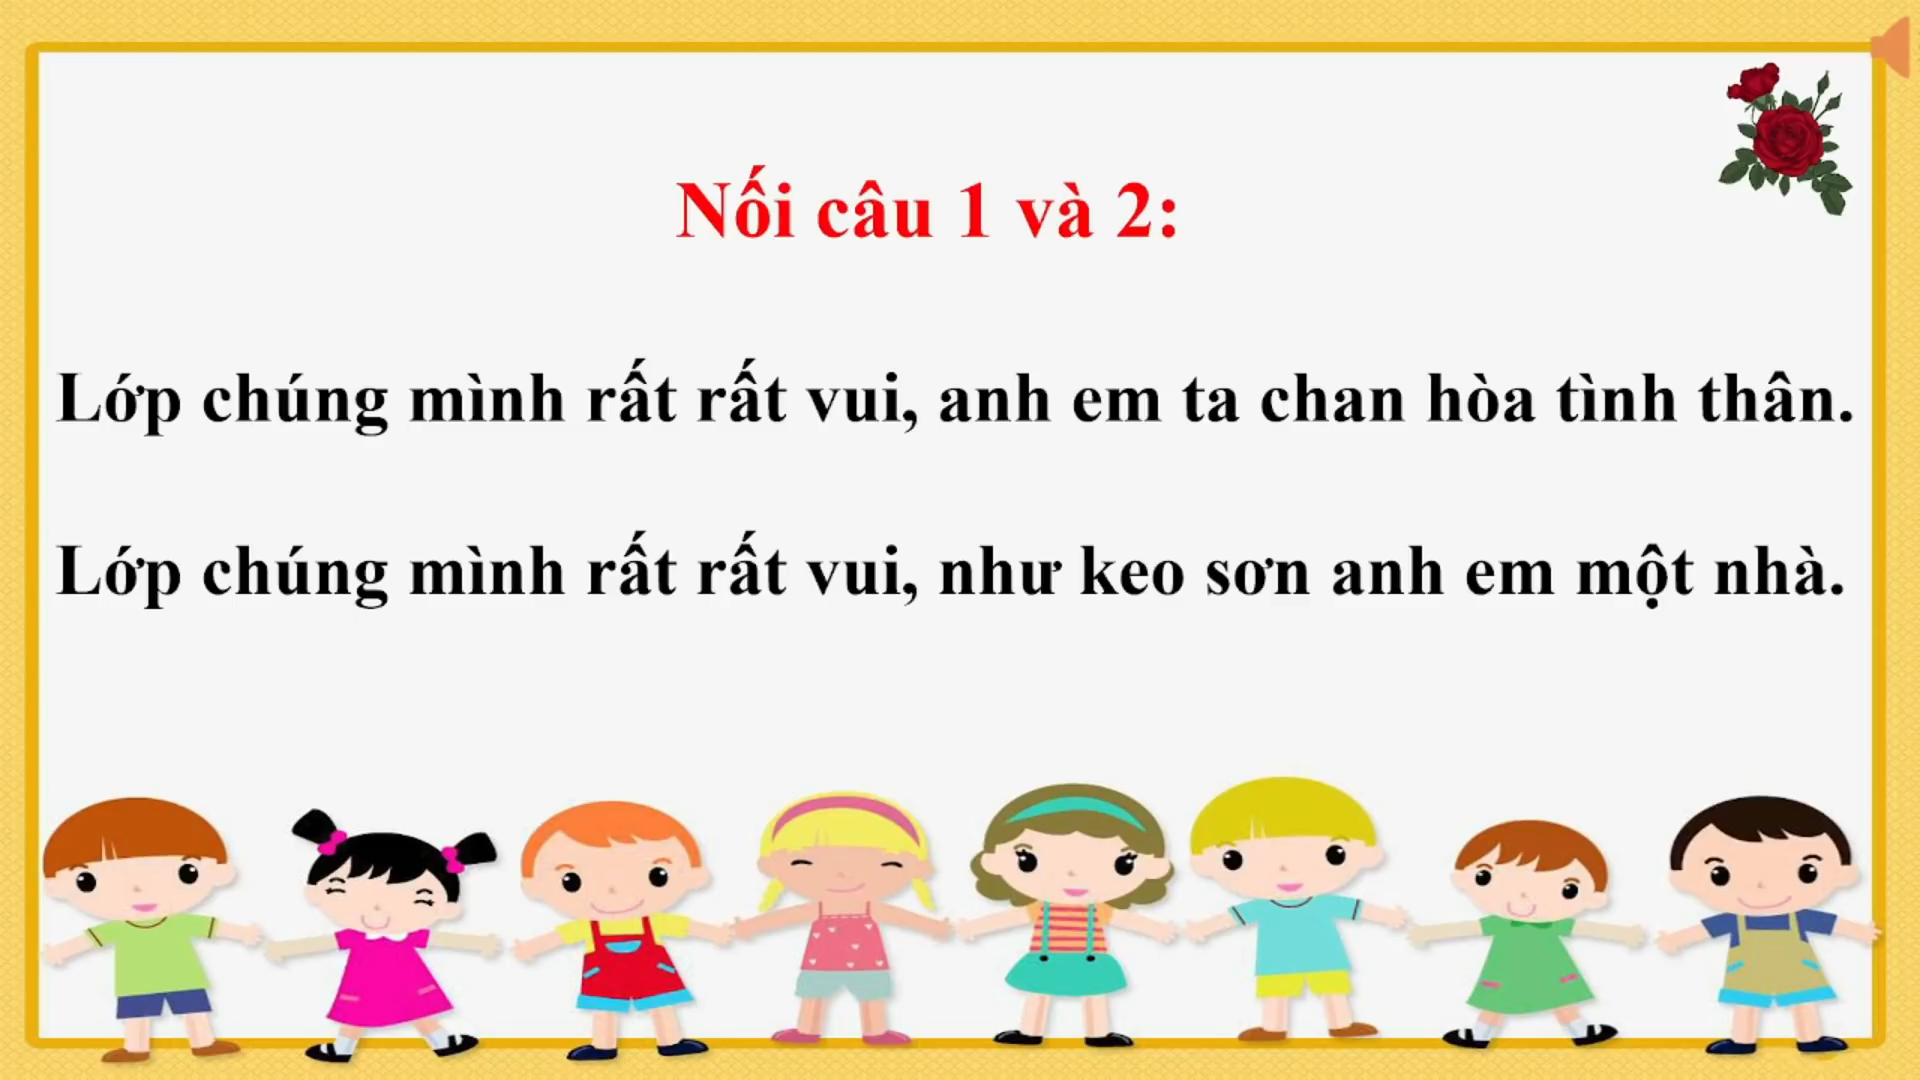 Nối câu 1 và 2:
Lớp chúng mình rất rất vui, anh em ta chan hòa tình thân.
Lớp chúng mình rất rất vui, như keo sơn anh em một nhà.